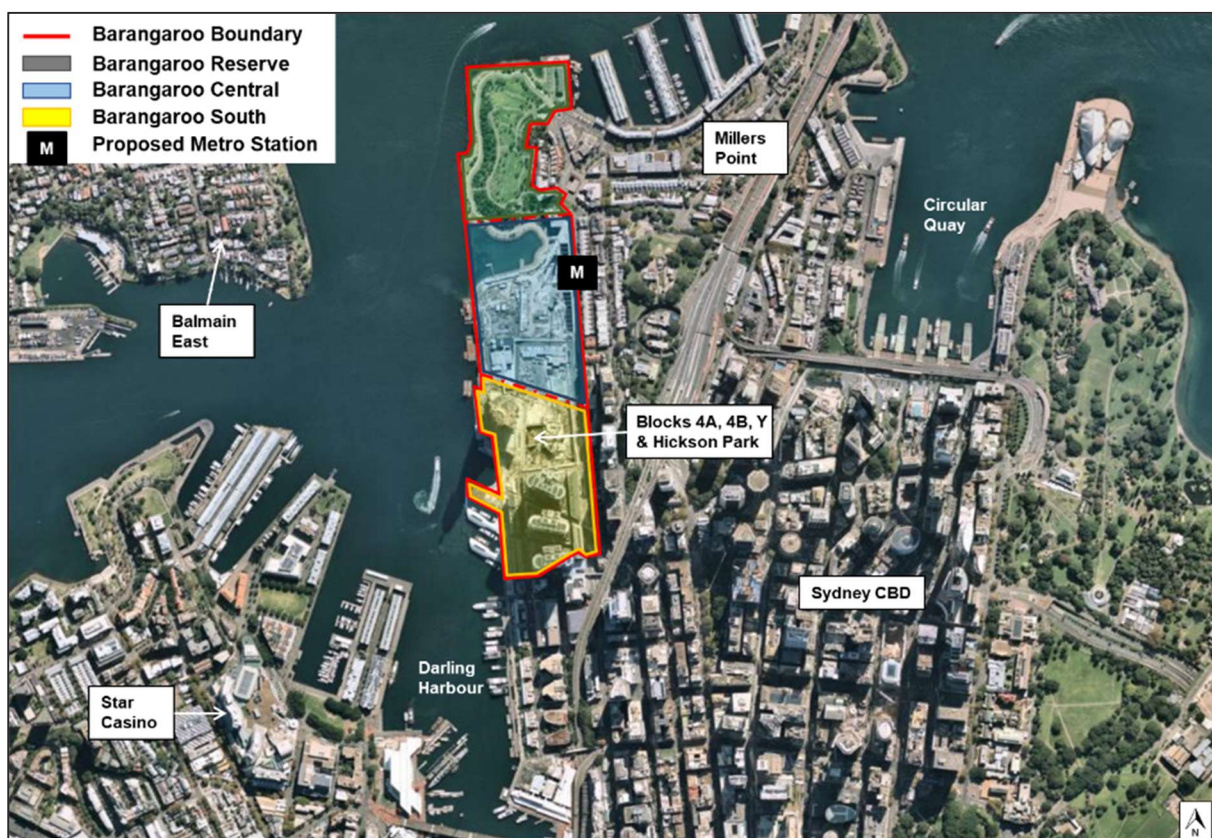 Barangaroo Boundary
Barangaroo Reserve
Barangaroo Central
Barangaroo South
M Proposed Metro Station
Millers
Point
Circular
Quay
M
Balmain
East
Blocks 4A, 4B, Y
& Hickson Park
Sydney CBD
Darling
Harbour
Star
Casino
N